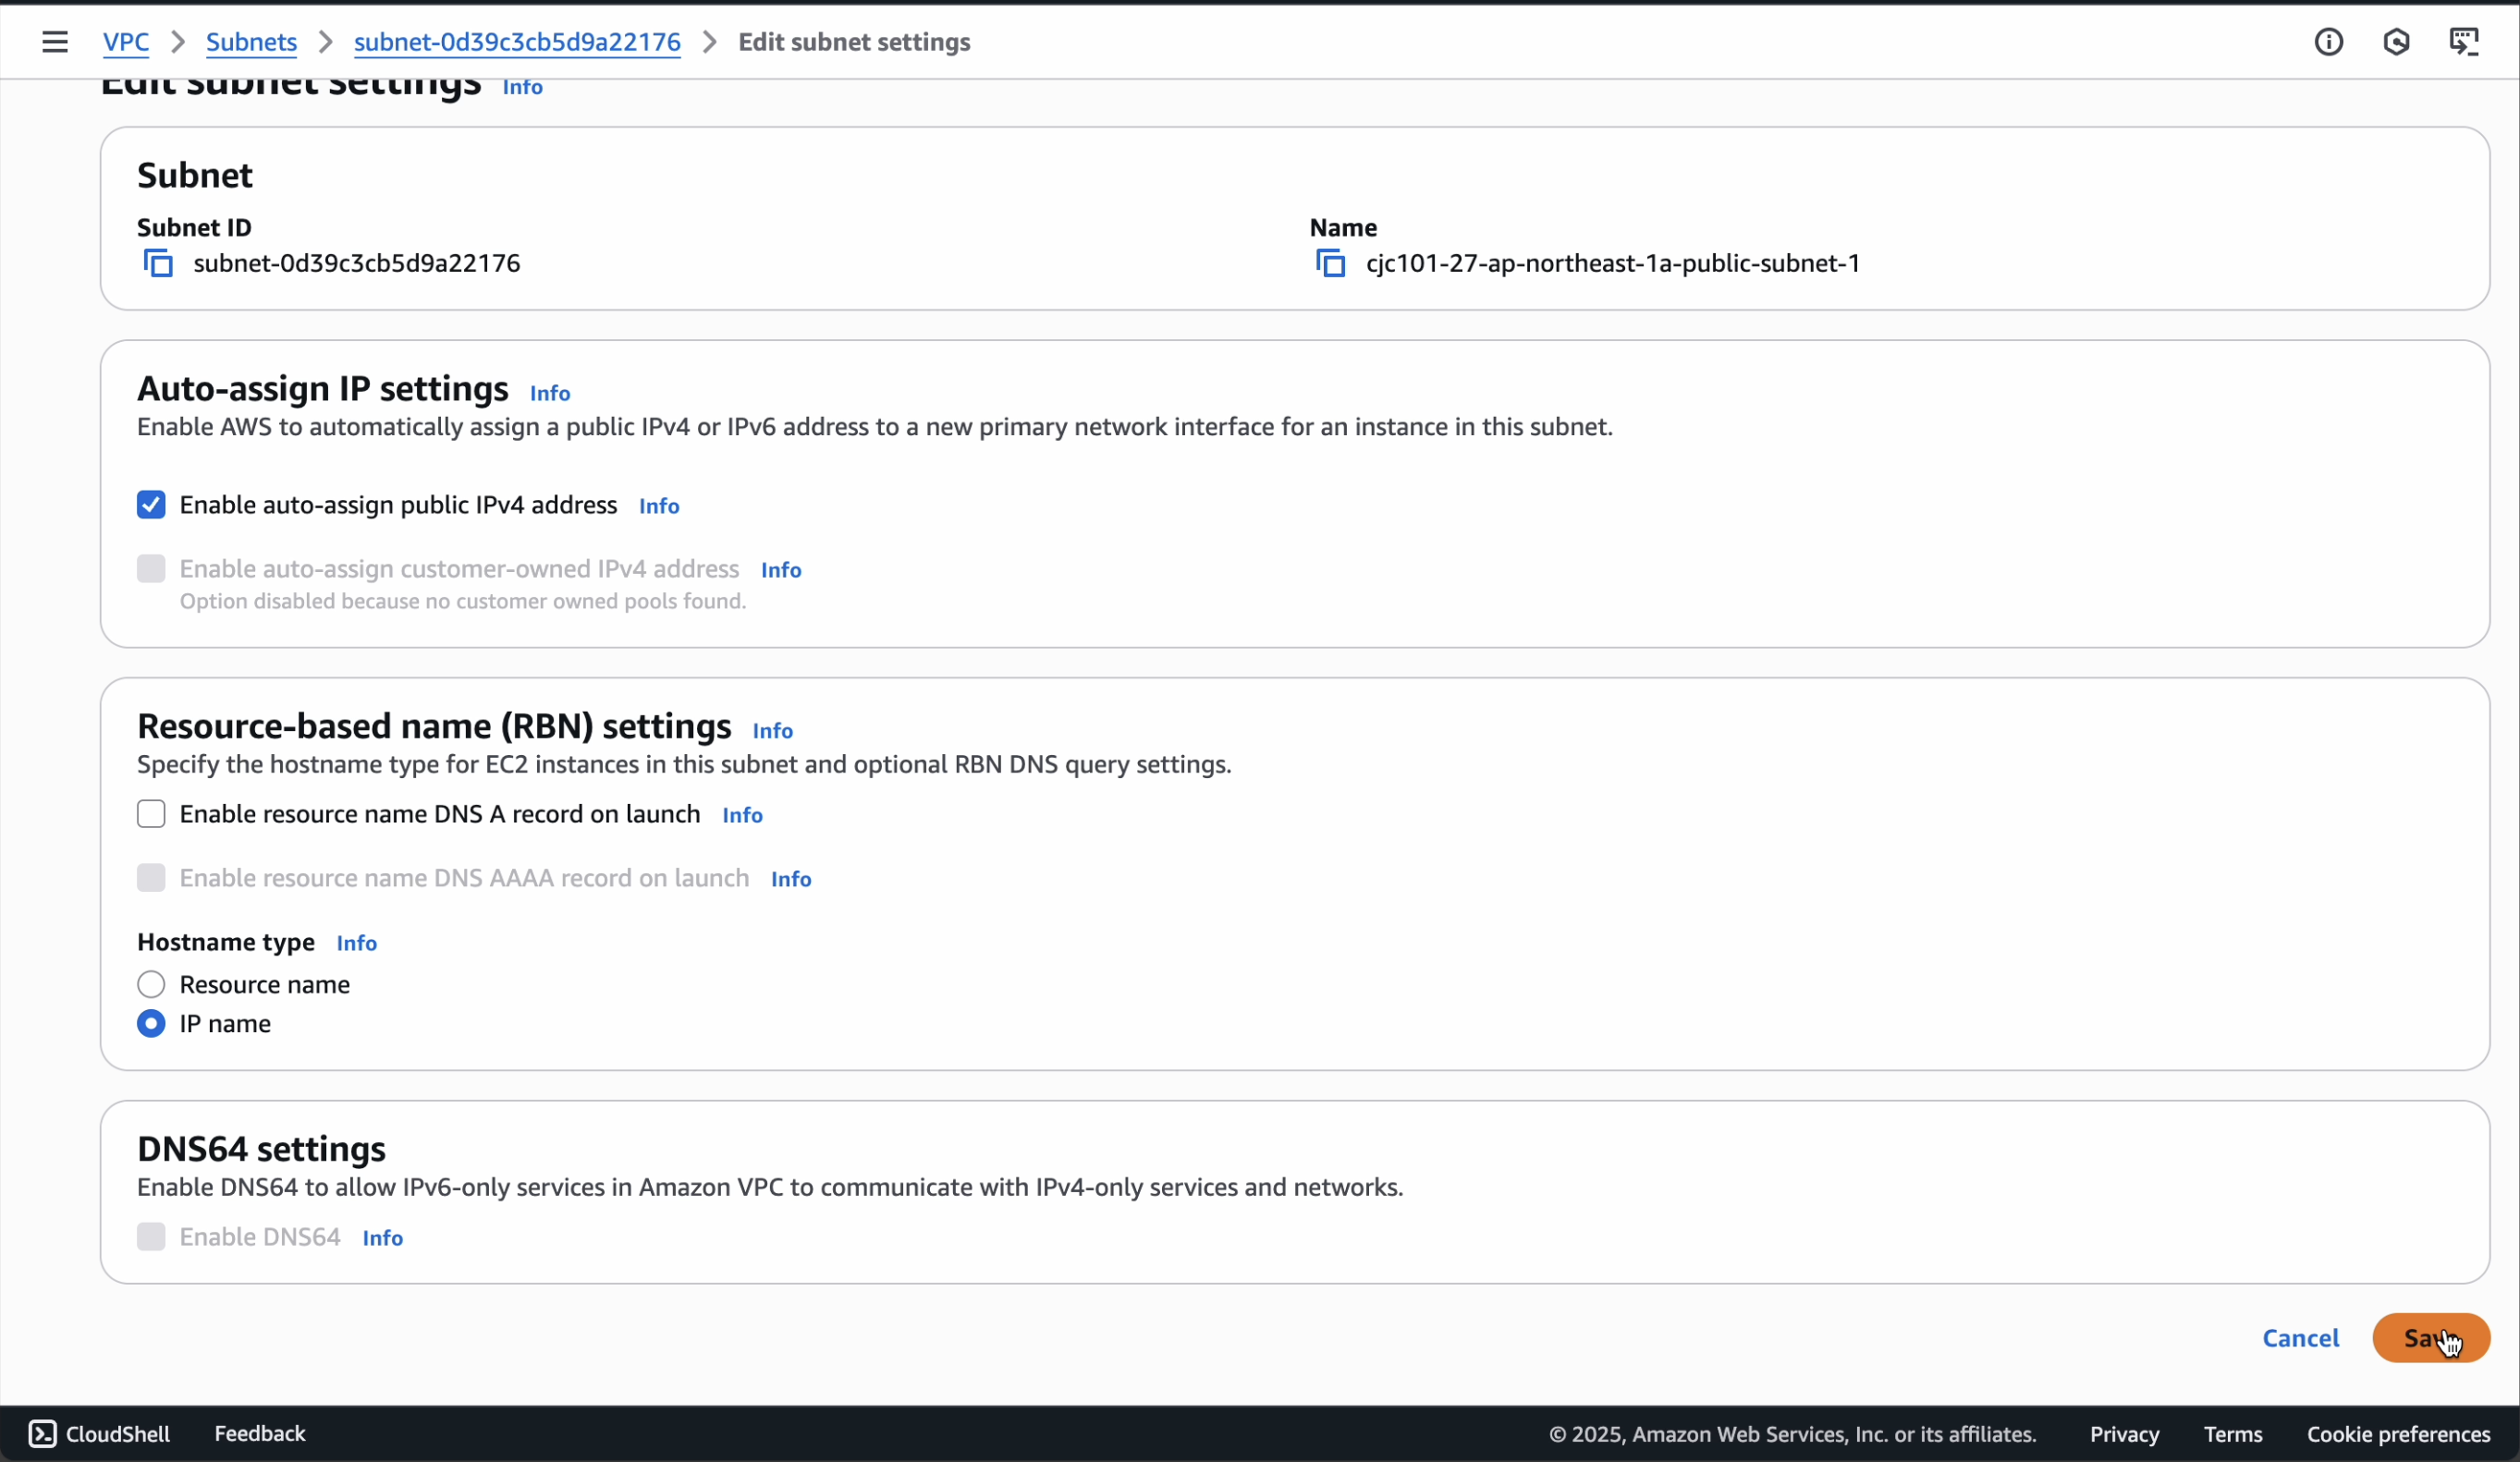 VPC > Subnets > subnet-0d39c3cb5d9a22176 > Edit subnet settings
Edit subnet settings Info
Subnet
Subnet ID
subnet-0d39c3cb5d9a22176
Name
cjc101-27-ap-northeast-1a-public-subnet-1
Auto-assign IP settings Info
Enable AWS to automatically assign a public IPv4 or IPv6 address to a new primary network interface for an instance in this subnet.
Enable auto-assign public IPv4 address Info
Enable auto-assign customer-owned IPv4 address Info
Option disabled because no customer owned pools found.
Resource-based name (RBN) settings Info
Specify the hostname type for EC2 instances in this subnet and optional RBN DNS query settings.
Enable resource name DNS A record on launch Info
Enable resource name DNS AAAA record on launch Info
Hostname type Info
Resource name
IP name
DNS64 settings
Enable DNS64 to allow IPv6-only services in Amazon VPC to communicate with IPv4-only services and networks.
Enable DNS64 Info
Cancel Save
CloudShell Feedback © 2025, Amazon Web Services, Inc. or its affiliates. Privacy Terms Cookie preferences